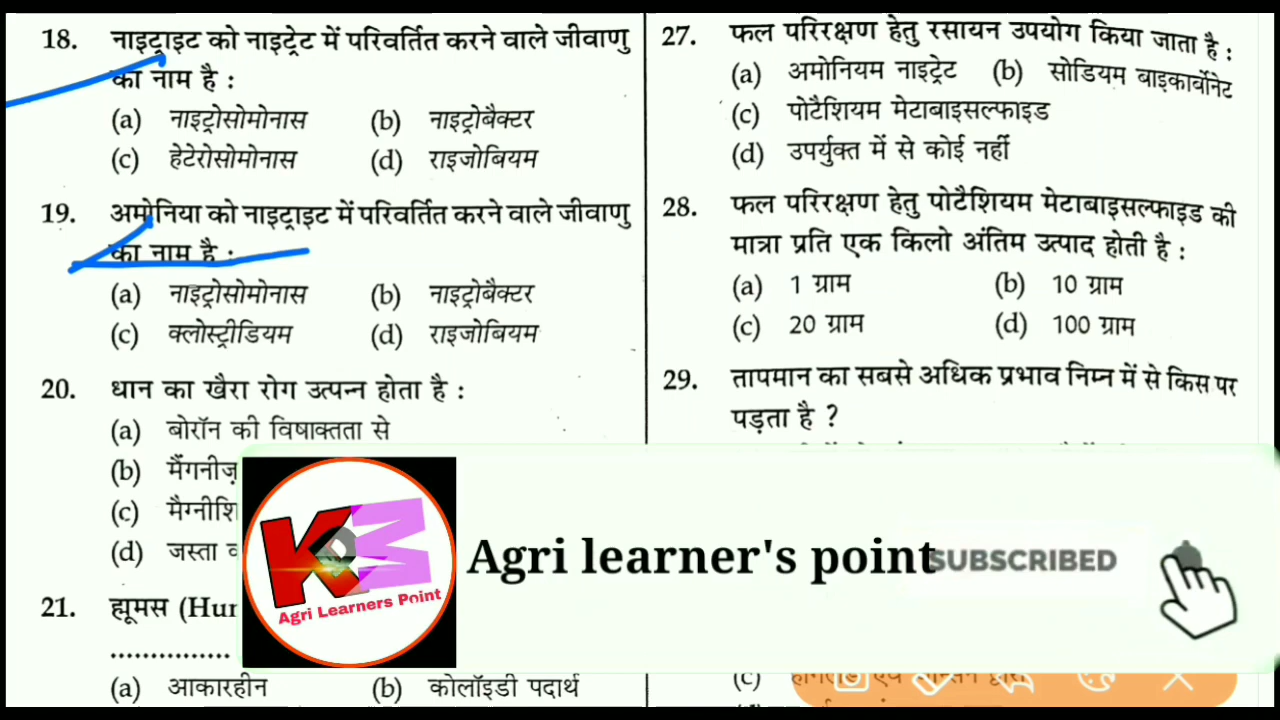 18. नाइट्राइट को नाइट्रेट में परिवर्तित करने वाले जीवाणु
का नाम है :
(a) नाइट्रोसोमोनास (b) नाइट्रोबैक्टर
(c) हेटेरोसोमोनास (d) राइजोबियम
19. अमोनिया को नाइट्राइट में परिवर्तित करने वाले जीवाणु
का नाम है :
(a) नाइट्रोसोमोनास (b) नाइट्रोबैक्टर
(c) क्लोस्ट्रीडियम (d) राइजोबियम
20. धान का खैरा रोग उत्पन्न होता है :
(a) बोरॉन की विषाक्तता से
(b)
(c)
(d) जस्ता
21. ह्यूमस
...............
(a) आकारहीन (b) कोलॉइडी पदार्थ
27. फल परिरक्षण हेतु रसायन उपयोग किया जाता है :
(a) अमोनियम नाइट्रेट (b) सोडियम बाइकार्बोनेट
(c) पोटैशियम मेटाबाइसल्फाइड
(d) उपर्युक्त में से कोई नहीं
28. फल परिरक्षण हेतु पोटैशियम मेटाबाइसल्फाइड की
मात्रा प्रति एक किलो अंतिम उत्पाद होती है :
(a) 1 ग्राम (b) 10 ग्राम
(c) 20 ग्राम (d) 100 ग्राम
29. तापमान का सबसे अधिक प्रभाव निम्न में से किस पर
पड़ता है ?
(c)
Agri Learners Point
Agri learner's point
SUBSCRIBED